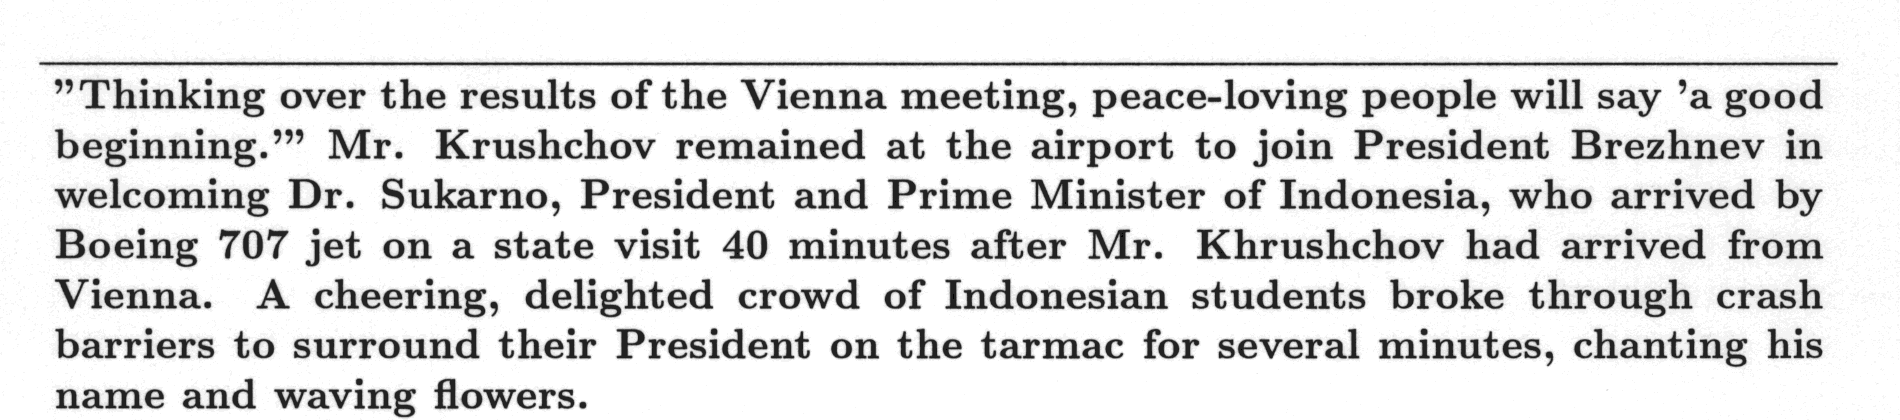 ”Thinking over the results of the Vienna meeting, peace-loving people will say ’a good
beginning.’” Mr. Krushchov remained at the airport to join President Brezhnev in
welcoming Dr. Sukarno, President and Prime Minister of Indonesia, who arrived by
Boeing 707 jet on a state visit 40 minutes after Mr. Khrushchov had arrived from
Vienna. A cheering, delighted crowd of Indonesian students broke through crash
barriers to surround their President on the tarmac for several minutes, chanting his
name and waving flowers.